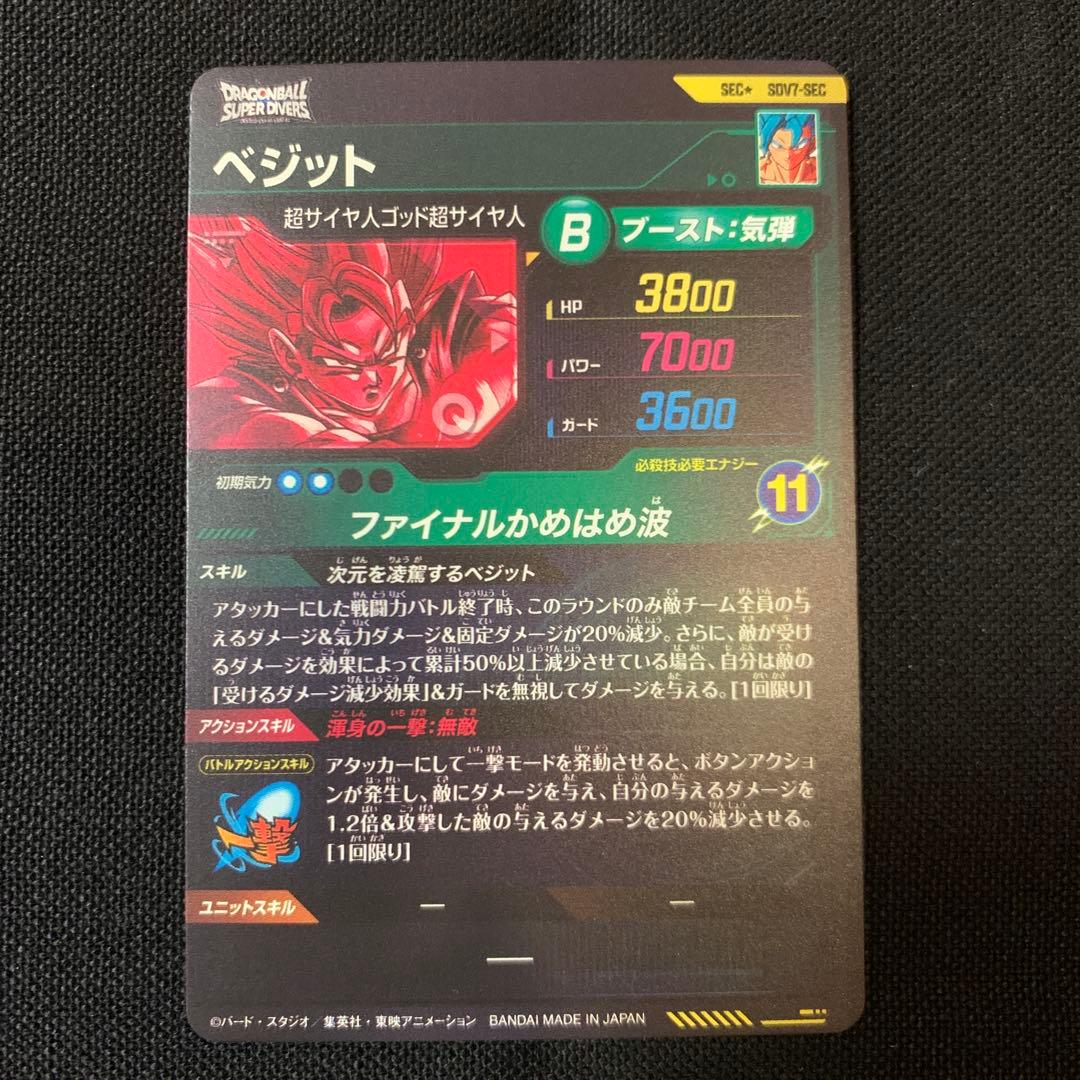 DRAGONBALL
SUPER DIVERS
SEC★ SDV7-SEC
ベジット
超サイヤ人ゴッド超サイヤ人
B ブースト:気弾
HP 3800
パワー 7000
ガード 3600
初期気力
必殺技必要エナジー
11
ファイナルかめはめ波
スキル 次元を凌駕するベジット
アタッカーにした戦闘力バトル終了時、このラウンドのみ敵チーム全員の与
えるダメージ&気力ダメージ&固定ダメージが20%減少。さらに、敵が受け
るダメージを効果によって累計50%以上減少させている場合、自分は敵の
「受けるダメージ減少効果」&ガードを無視してダメージを与える。[1回限り]
アクションスキル 渾身の一撃:無敵
バトルアクションスキル
一撃
アタッカーにして一撃モードを発動させると、ボタンアクショ
ンが発生し、敵にダメージを与え、自分の与えるダメージを
1.2倍&攻撃した敵の与えるダメージを20%減少させる。
[1回限り]
ユニットスキル ー ー
ー
©バード・スタジオ/集英社・東映アニメーション BANDAI MADE IN JAPAN